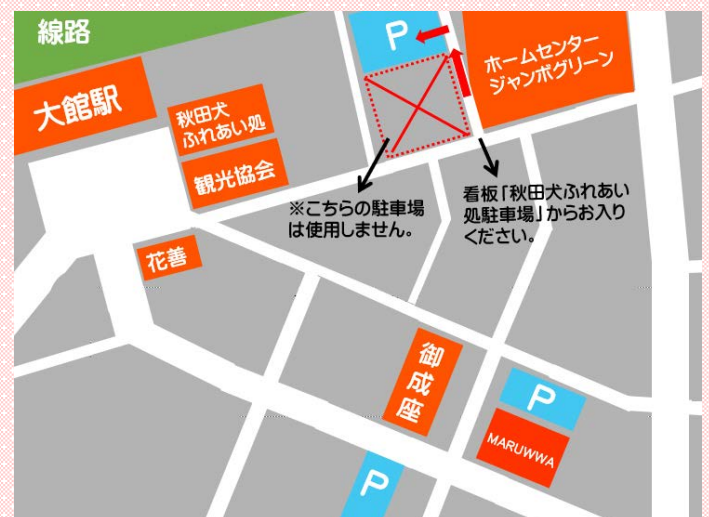 線路
P
ホームセンター
ジャンボグリーン
大館駅
秋田犬
ふれあい処
観光協会
※こちらの駐車場
は使用しません。
看板「秋田犬ふれあい
処駐車場」からお入り
ください。
花善
御成座
P
MARUWWA
P